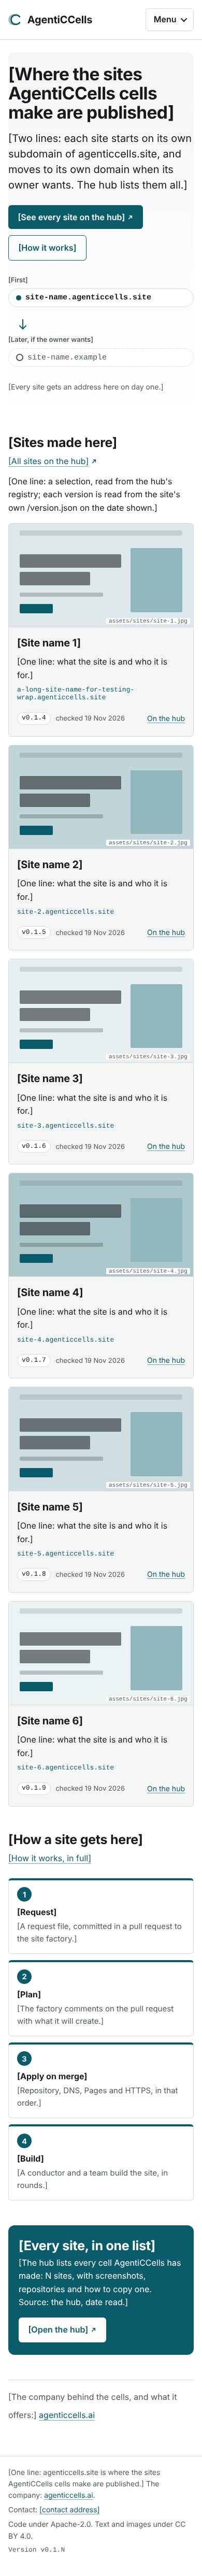 AgentiCCells
Menu
[Where the sites
AgentiCCells cells
make are published]
[Two lines: each site starts on its own
subdomain of agenticcells.site, and
moves to its own domain when its
owner wants. The hub lists them all.]
[See every site on the hub] ↗
[How it works]
[First]
site-name.agenticcells.site
↓
[Later, if the owner wants]
site-name.example
[Every site gets an address here on day one.]
[Sites made here]
[All sites on the hub] ↗
[One line: a selection, read from the hub's
registry; each version is read from the site's
own /version.json on the date shown.]
assets/sites/site-1.jpg
[Site name 1]
[One line: what the site is and who it is
for.]
a-long-site-name-for-testing-
wrap.agenticcells.site
v0.1.4 checked 19 Nov 2026 On the hub
assets/sites/site-2.jpg
[Site name 2]
[One line: what the site is and who it is
for.]
site-2.agenticcells.site
v0.1.5 checked 19 Nov 2026 On the hub
assets/sites/site-3.jpg
[Site name 3]
[One line: what the site is and who it is
for.]
site-3.agenticcells.site
v0.1.6 checked 19 Nov 2026 On the hub
assets/sites/site-4.jpg
[Site name 4]
[One line: what the site is and who it is
for.]
site-4.agenticcells.site
v0.1.7 checked 19 Nov 2026 On the hub
assets/sites/site-5.jpg
[Site name 5]
[One line: what the site is and who it is
for.]
site-5.agenticcells.site
v0.1.8 checked 19 Nov 2026 On the hub
assets/sites/site-6.jpg
[Site name 6]
[One line: what the site is and who it is
for.]
site-6.agenticcells.site
v0.1.9 checked 19 Nov 2026 On the hub
[How a site gets here]
[How it works, in full]
1
[Request]
[A request file, committed in a pull request to
the site factory.]
2
[Plan]
[The factory comments on the pull request
with what it will create.]
3
[Apply on merge]
[Repository, DNS, Pages and HTTPS, in that
order.]
4
[Build]
[A conductor and a team build the site, in
rounds.]
[Every site, in one list]
[The hub lists every cell AgentiCCells has
made: N sites, with screenshots,
repositories and how to copy one.
Source: the hub, date read.]
[Open the hub] ↗
[The company behind the cells, and what it
offers:] agenticcells.ai
[One line: agenticcells.site is where the sites
AgentiCCells cells make are published.] The
company: agenticcells.ai.
Contact: [contact address]
Code under Apache-2.0. Text and images under CC
BY 4.0.
Version v0.1.N